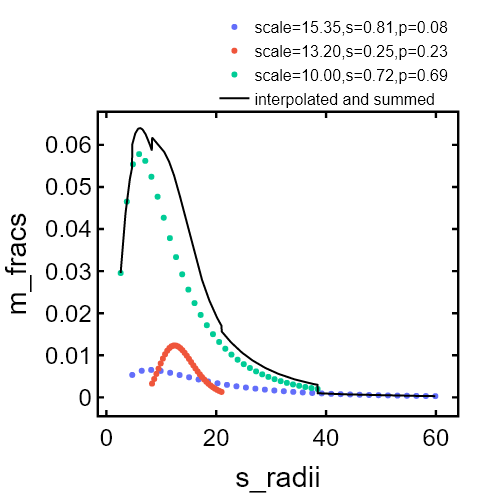 scale=15.35,s=0.81,p=0.08
scale=13.20,s=0.25,p=0.23
scale=10.00,s=0.72,p=0.69
interpolated and summed
0.06
0.05
0.04
0.03
0.02
0.01
0
m_fracs
0 20 40 60
s_radii